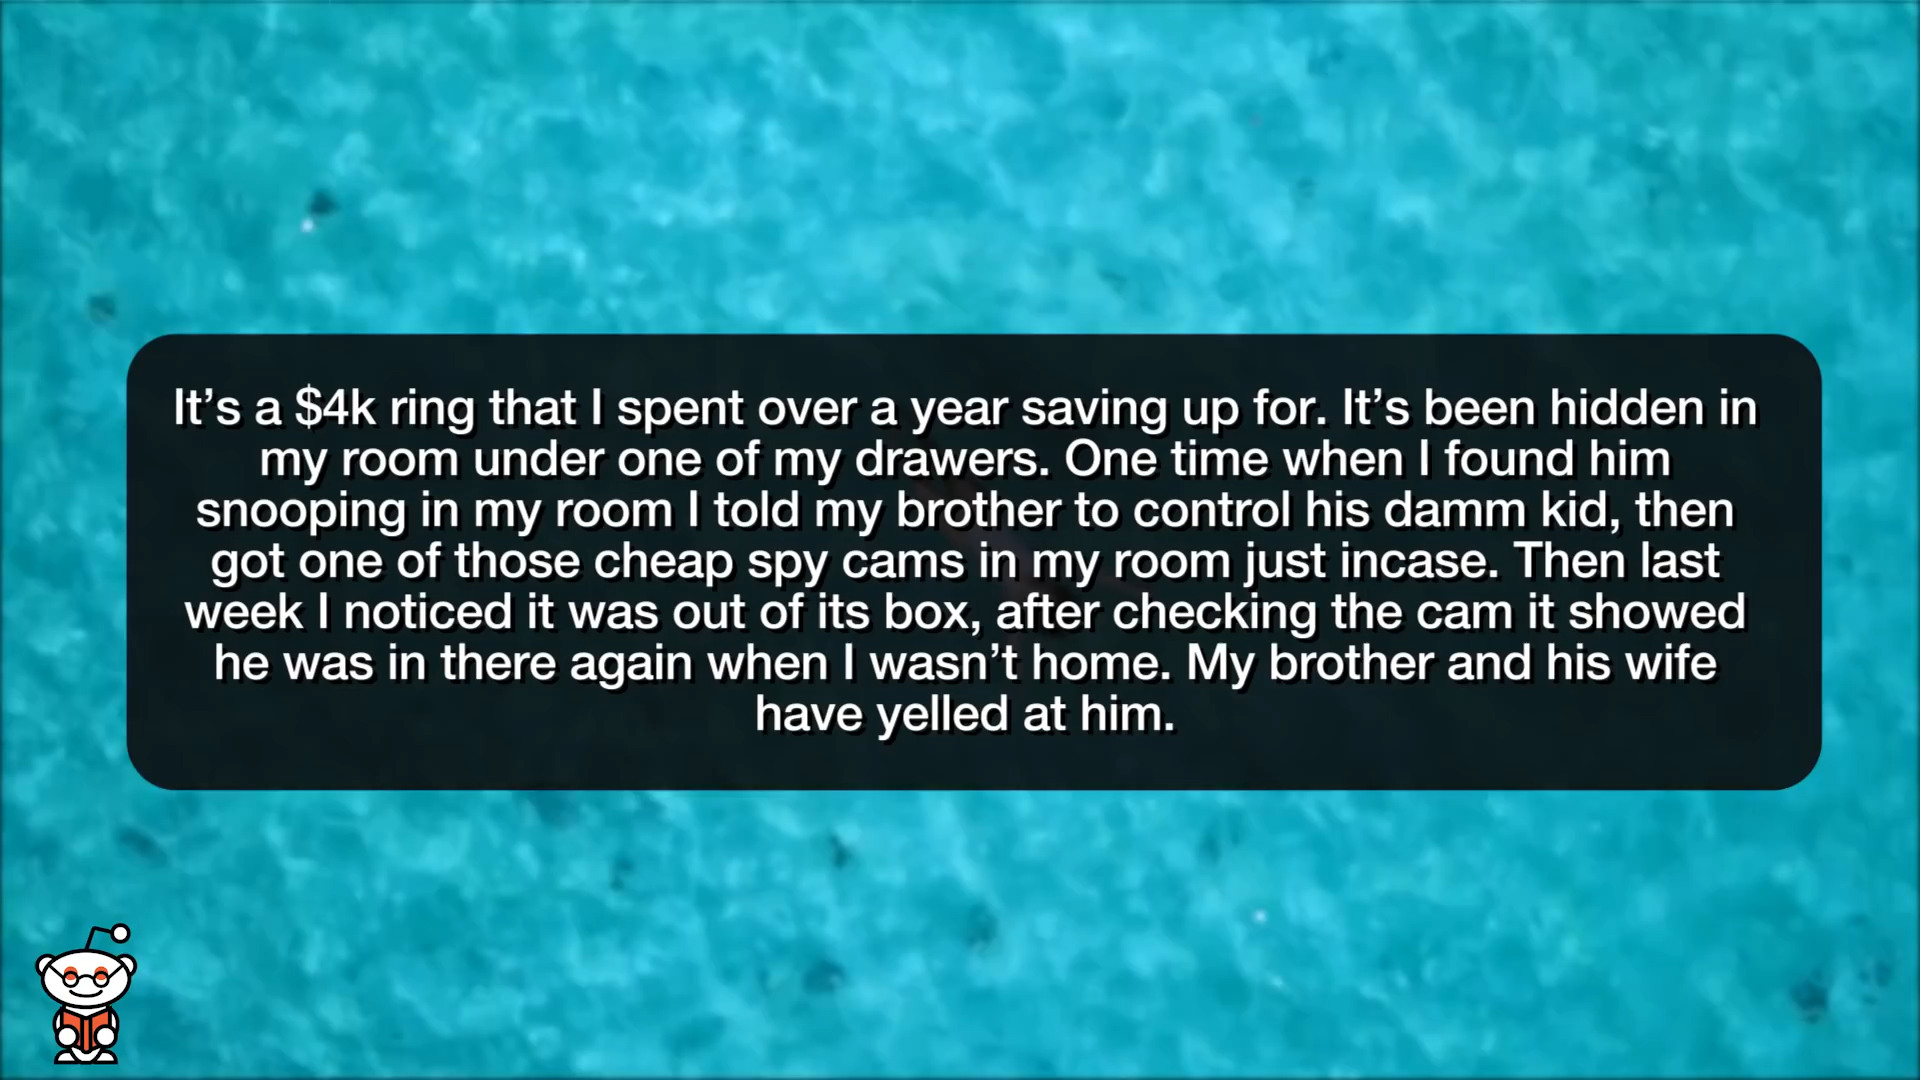 It’s a $4k ring that I spent over a year saving up for. It’s been hidden in
my room under one of my drawers. One time when I found him
snooping in my room I told my brother to control his damm kid, then
got one of those cheap spy cams in my room just incase. Then last
week I noticed it was out of its box, after checking the cam it showed
he was in there again when I wasn’t home. My brother and his wife
have yelled at him.